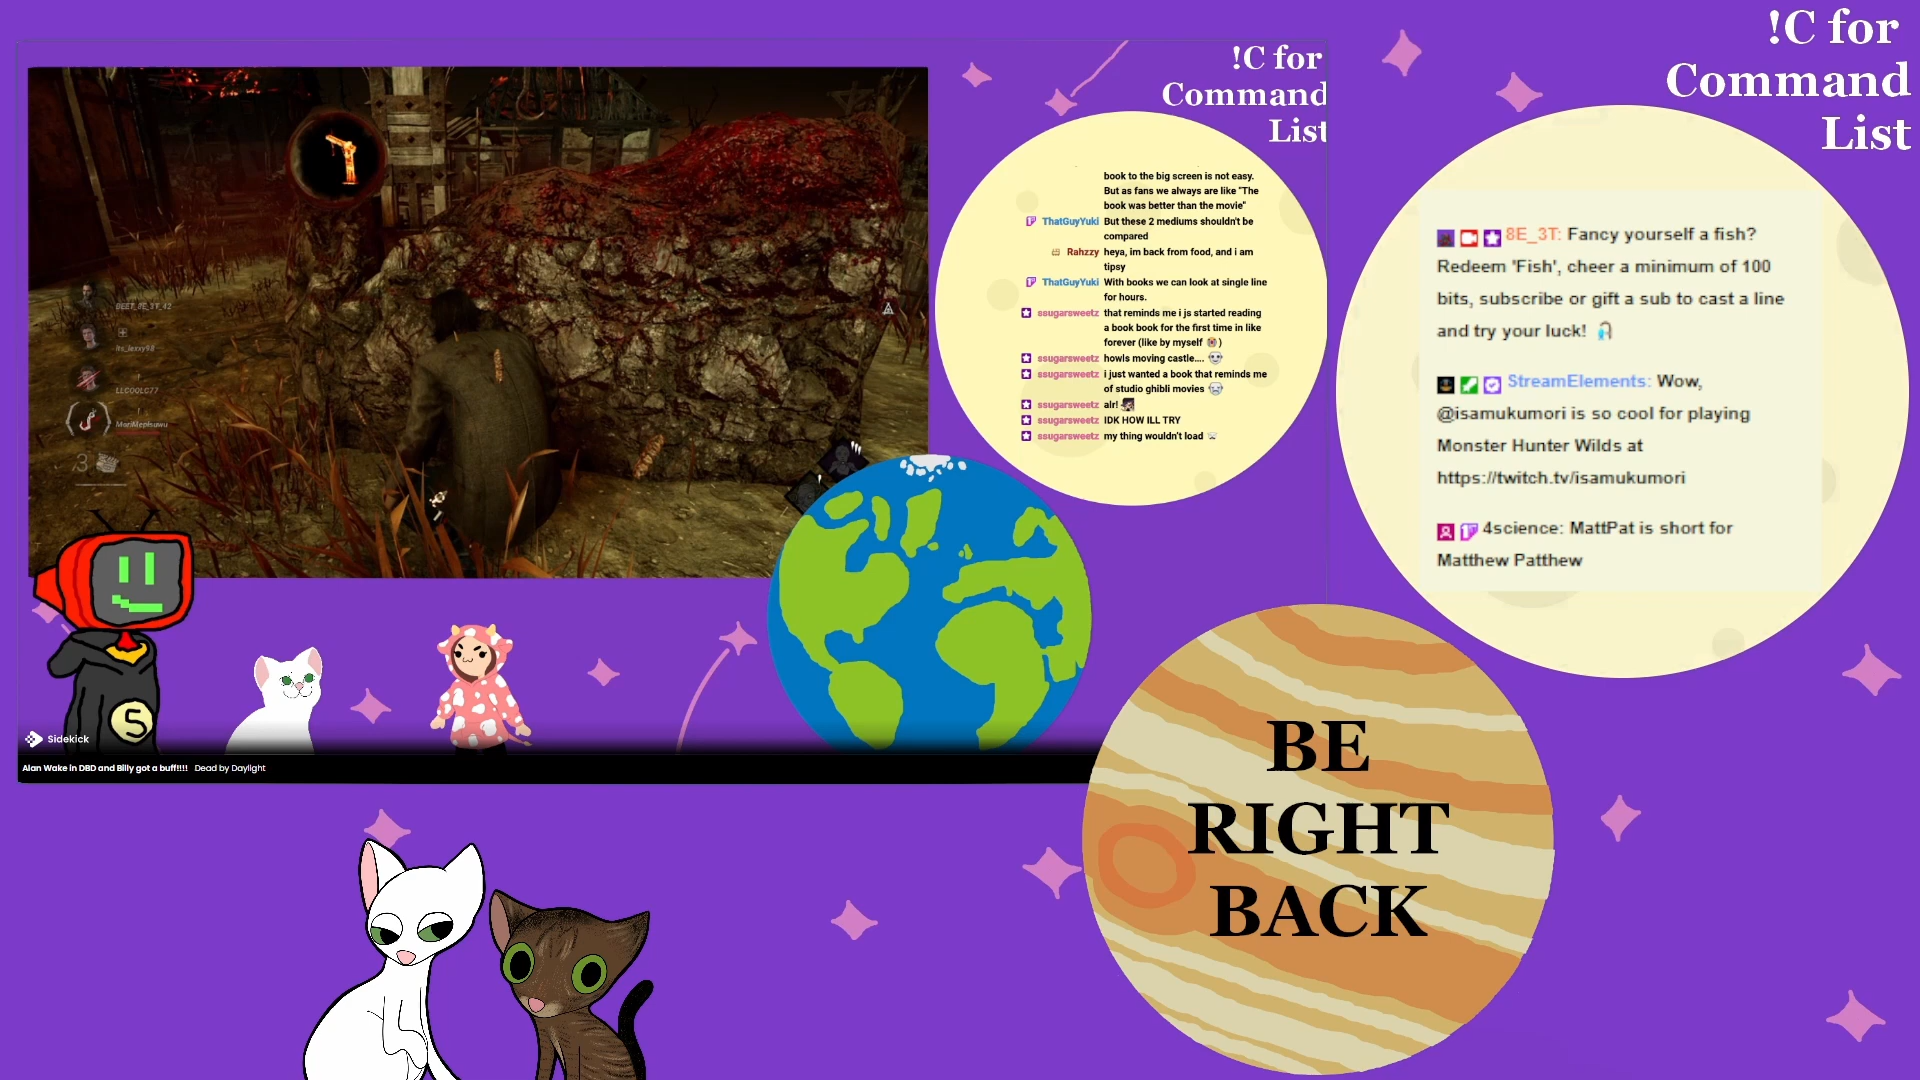 !C for
Command
List
!C for
Command
List
book to the big screen is not easy.
But as fans we always are like "The
book was better than the movie"
ThatGuyYuki But these 2 mediums shouldn't be
compared
Rahzzy heya, im back from food, and i am
tipsy
ThatGuyYuki With books we can look at single line
for hours.
ssugarsweetz that reminds me i js started reading
a book book for the first time in like
forever (like by myself )
ssugarsweetz howls moving castle....
ssugarsweetz i just wanted a book that reminds me
of studio ghibli movies
ssugarsweetz alr!
ssugarsweetz IDK HOW ILL TRY
ssugarsweetz my thing wouldn't load
8E_3T: Fancy yourself a fish?
Redeem 'Fish', cheer a minimum of 100
bits, subscribe or gift a sub to cast a line
and try your luck!
StreamElements: Wow,
@isamukumori is so cool for playing
Monster Hunter Wilds at
https://twitch.tv/isamukumori
4science: MattPat is short for
Matthew Patthew
its_lexxy98
LLCOOLC77
3
S
Sidekick
Alan Wake in DBD and Billy got a buff!!!! Dead by Daylight
BE
RIGHT
BACK